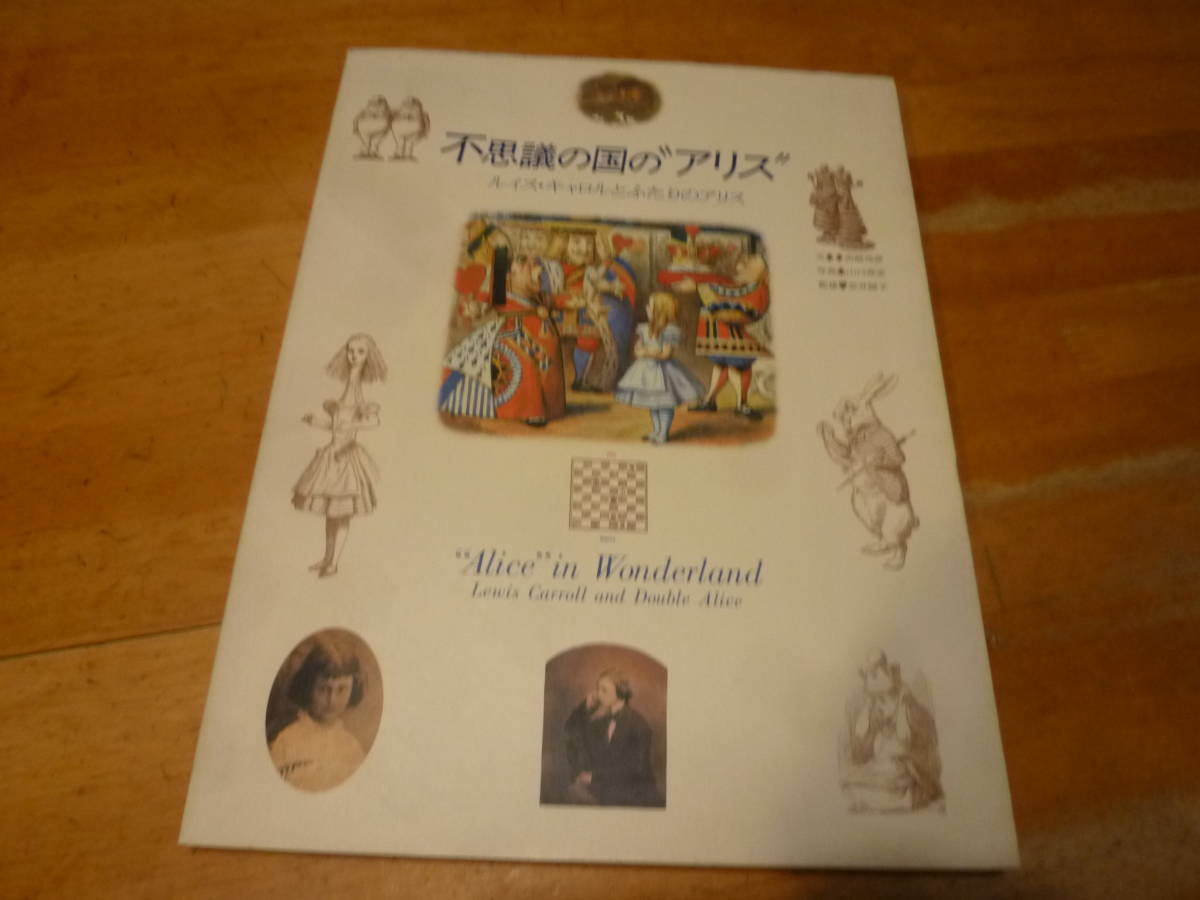 不思議の国の"アリス"
ルイス・キャロルとふたりのアリス
"Alice" in Wonderland
Lewis Carroll and Double Alice